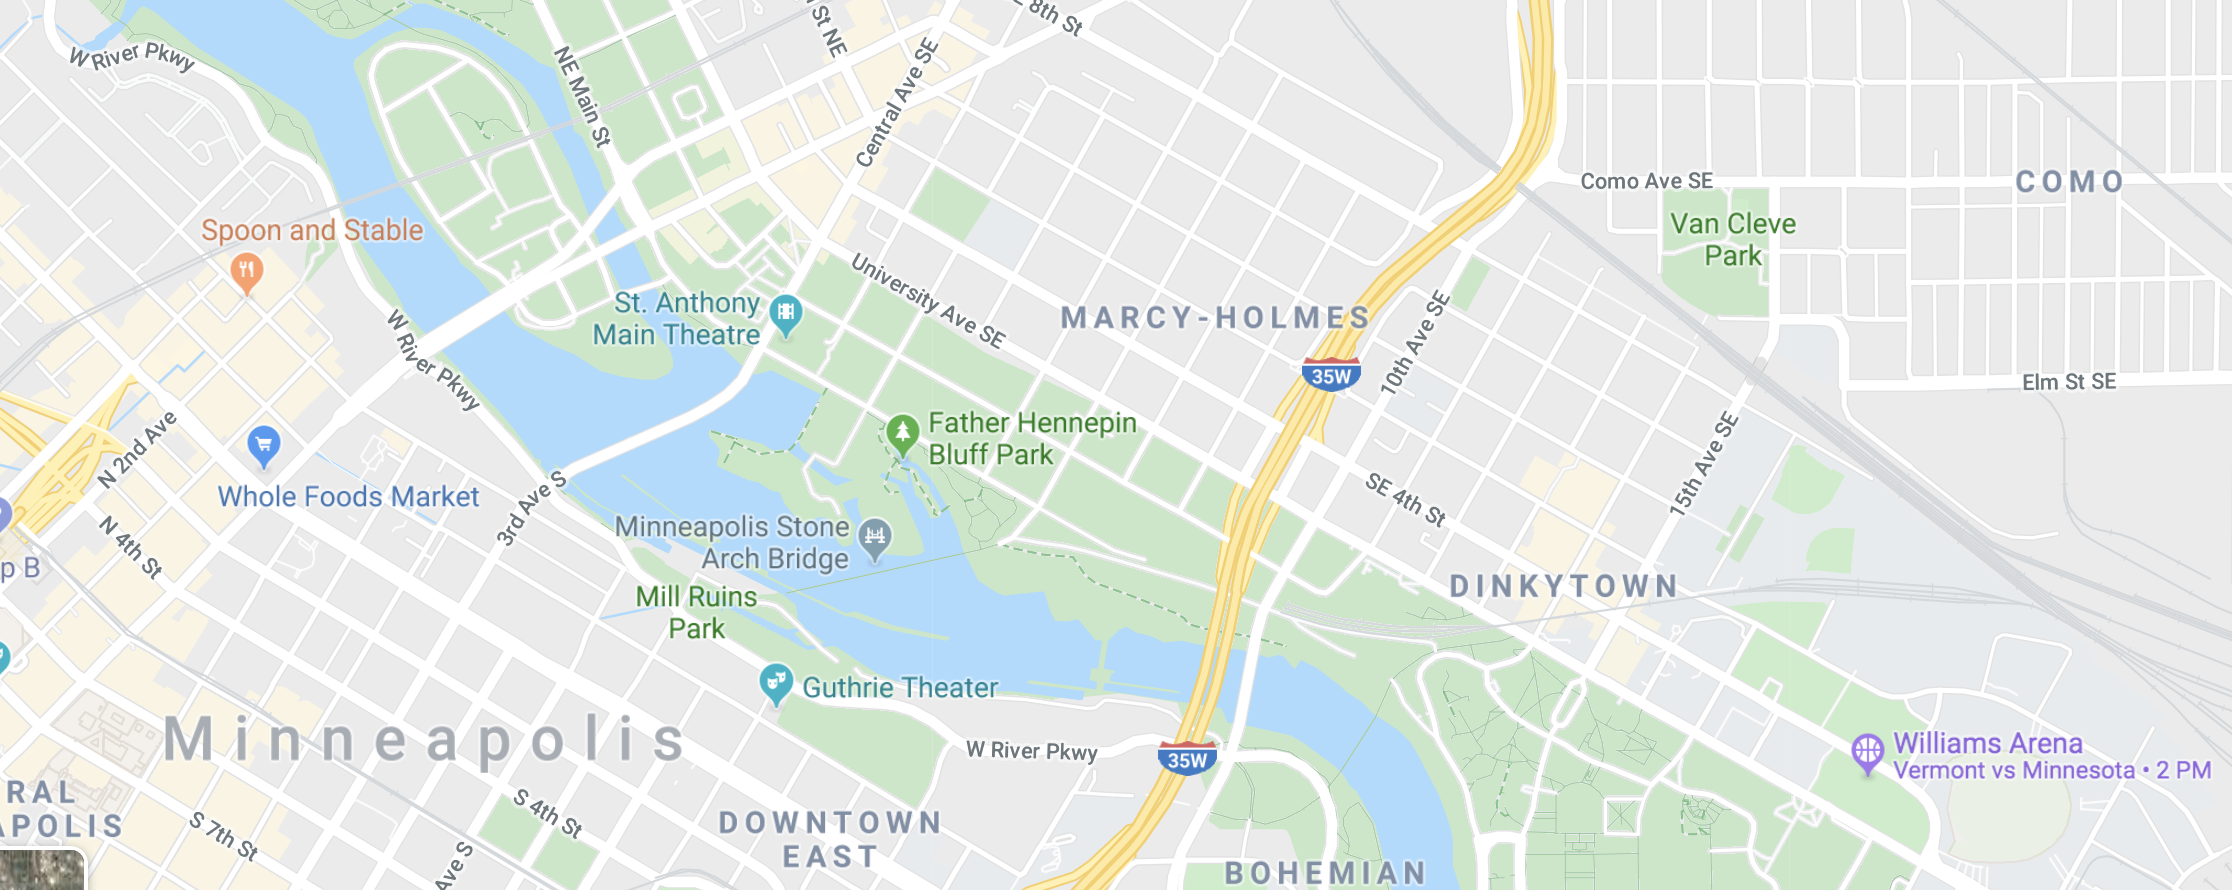 E 8th St
St NE
W River Pkwy
NE Main St
Central Ave SE
Como Ave SE
COMO
Van Cleve
Park
Spoon and Stable
University Ave SE
St. Anthony
Main Theatre
MARCY-HOLMES
10th Ave SE
35W
W River Pkwy
Elm St SE
N 2nd Ave
Father Hennepin
Bluff Park
15th Ave SE
Whole Foods Market
3rd Ave S
SE 4th St
N 4th St
Minneapolis Stone
Arch Bridge
p B
DINKYTOWN
Mill Ruins
Park
Guthrie Theater
Minneapolis
W River Pkwy
35W
Williams Arena
Vermont vs Minnesota • 2 PM
RAL
APOLIS
S 4th St
S 7th St
DOWNTOWN
EAST
Ave S
BOHEMIAN